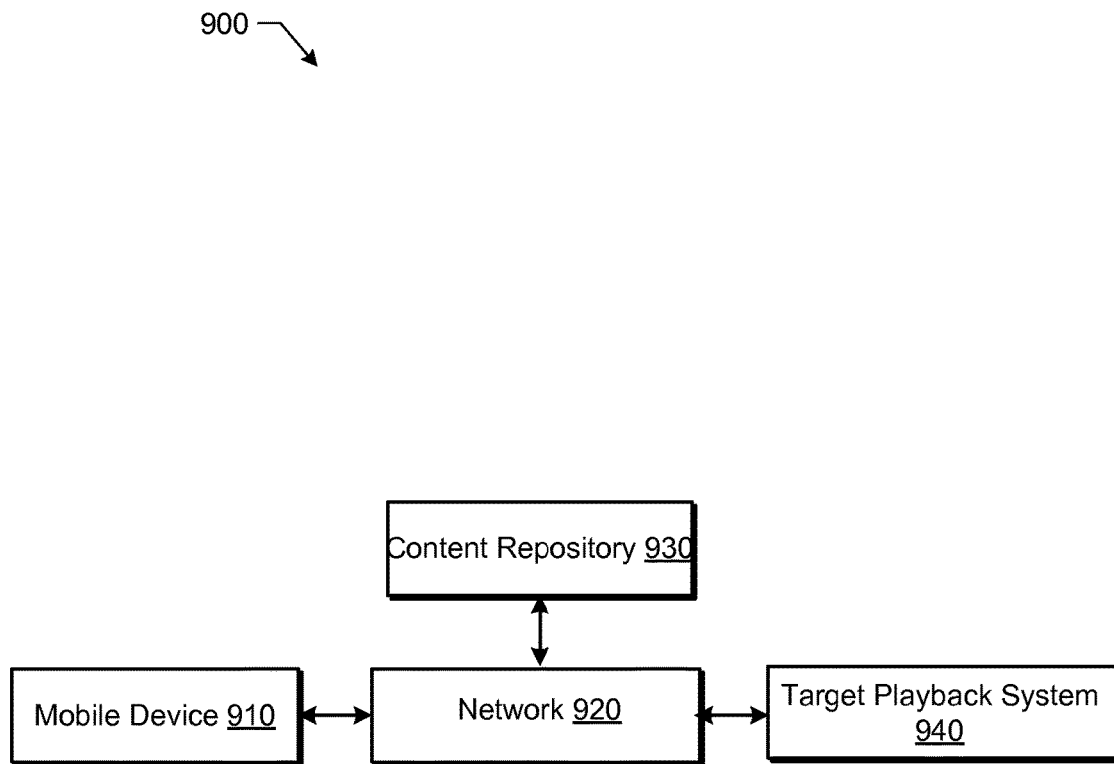 900
Content Repository 930
Mobile Device 910
Network 920
Target Playback System
940